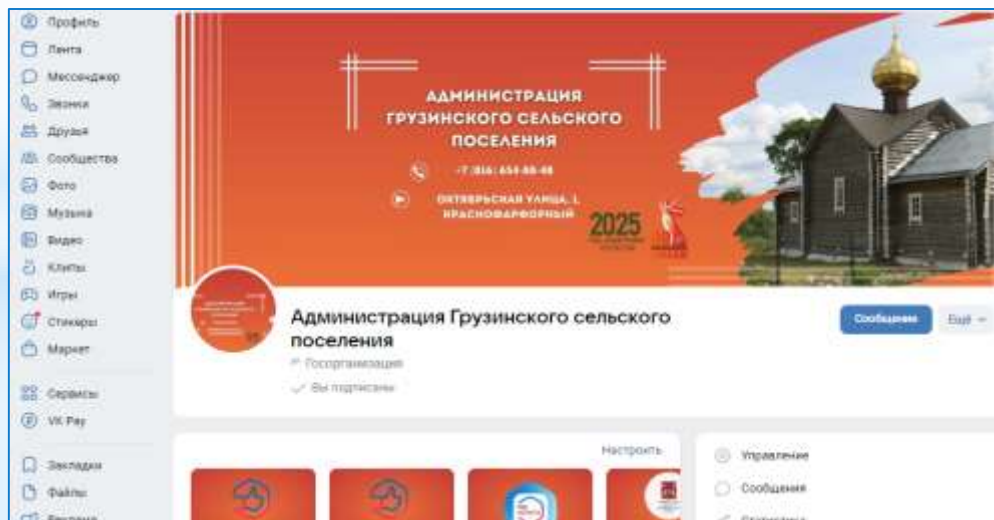 Профиль
Лента
Мессенджер
Звонки
Друзья
Сообщества
Фото
Музыка
Видео
Клипы
Игры
Стикеры
Маркет
Сервисы
VK Pay
Закладки
Файлы
Реклама
АДМИНИСТРАЦИЯ
ГРУЗИНСКОГО СЕЛЬСКОГО
ПОСЕЛЕНИЯ
ОКТЯБРЬСКАЯ УЛИЦА, 1,
КРАСНОФАРФОРНЫЙ
2025
Администрация Грузинского сельского
поселения
Госорганизация
Вы подписаны
Сообщение
Ещё
Настроить
Управление
Сообщения
Статистика